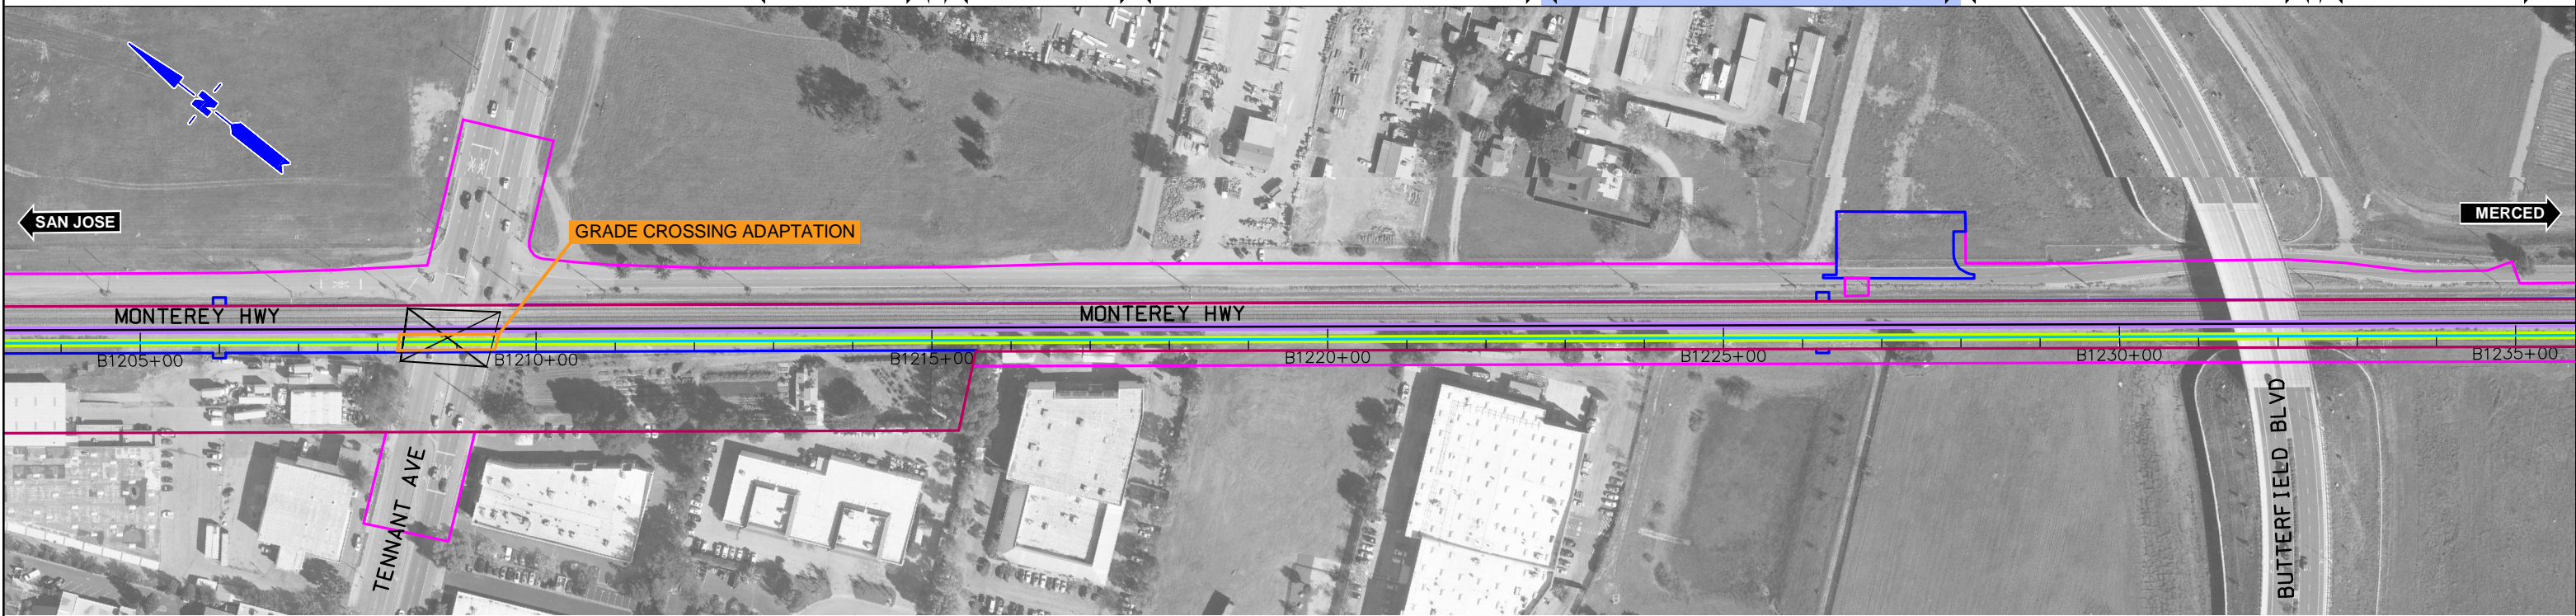 N
SAN JOSE
MERCED
GRADE CROSSING ADAPTATION
MONTEREY HWY
MONTEREY HWY
B1205+00
B1210+00
B1215+00
B1220+00
B1225+00
B1230+00
B1235+00
TENNANT AVE
BUTTERFIELD BLVD